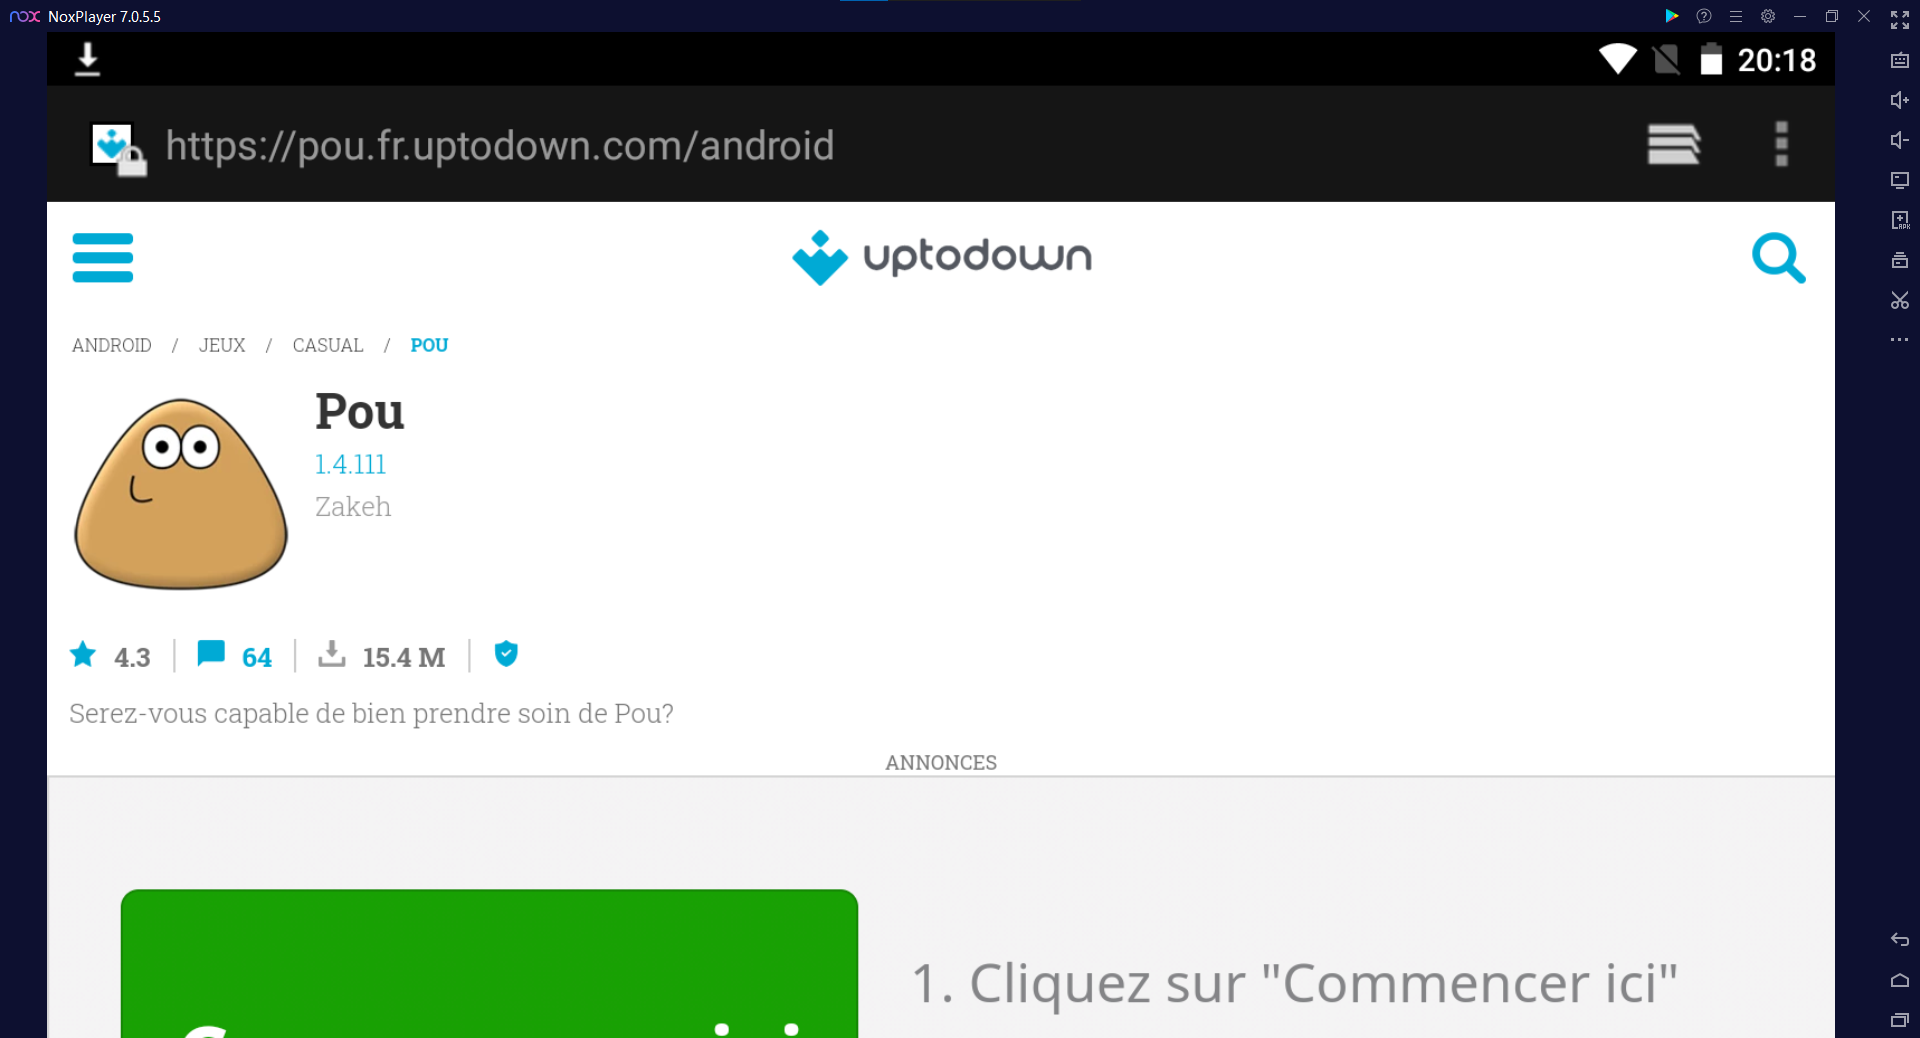 nox NoxPlayer 7.0.5.5
20:18
https://pou.fr.uptodown.com/android
uptodown
ANDROID / JEUX / CASUAL / POU
Pou
1.4.111
Zakeh
4.3 64 15.4 M
Serez-vous capable de bien prendre soin de Pou?
ANNONCES
1. Cliquez sur "Commencer ici"